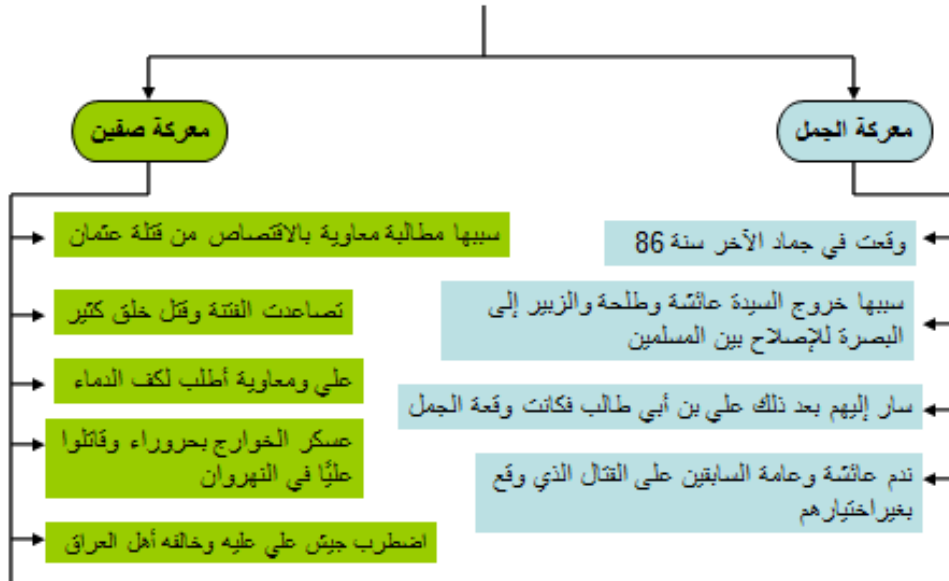 معركة الجمل
وقعت في جماد الآخر سنة 86
سببها خروج السيدة عائشة وطلحة والزبير إلى
البصرة للإصلاح بين المسلمين
سار إليهم بعد ذلك علي بن أبي طالب فكانت وقعة الجمل
ندم عائشة وعامة السابقين على القتال الذي وقع
بغيراختيارهم
معركة صفين
سببها مطالبة معاوية بالاقتصاص من قتلة عثمان
تصاعدت الفتنة وقتل خلق كثير
علي ومعاوية أطلب لكف الدماء
عسكر الخوارج بحروراء وقاتلوا
عليًّا في النهروان
اضطرب جيش علي عليه وخالفه أهل العراق